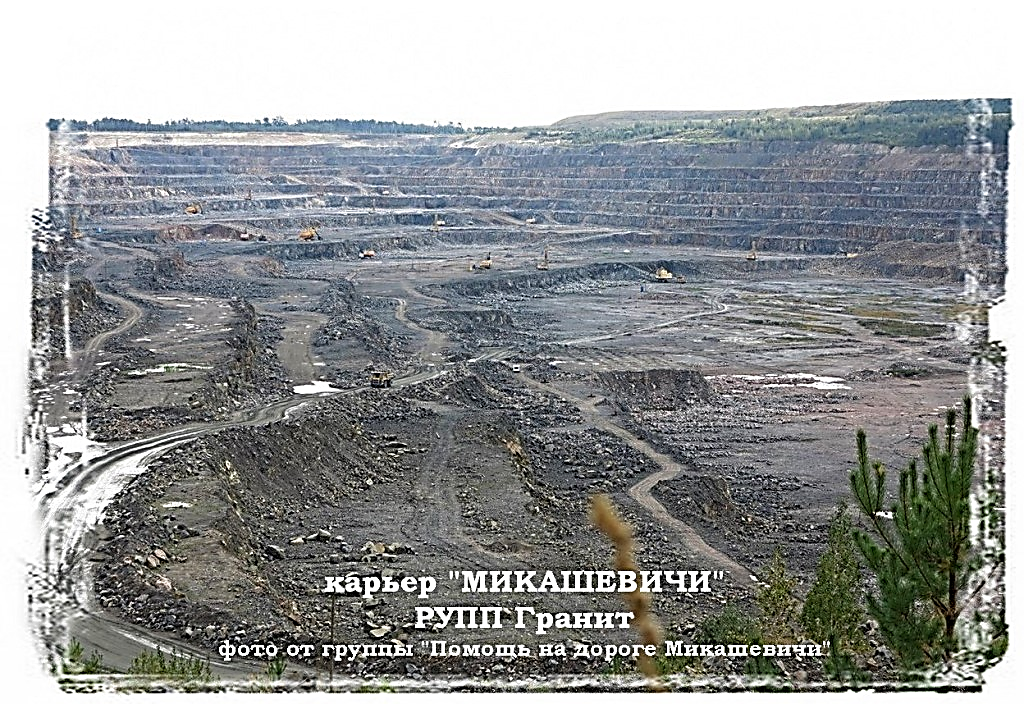 карьер "МИКАШЕВИЧИ"
РУПП Гранит
фото от группы "Помощь на дороге Микашевичи"